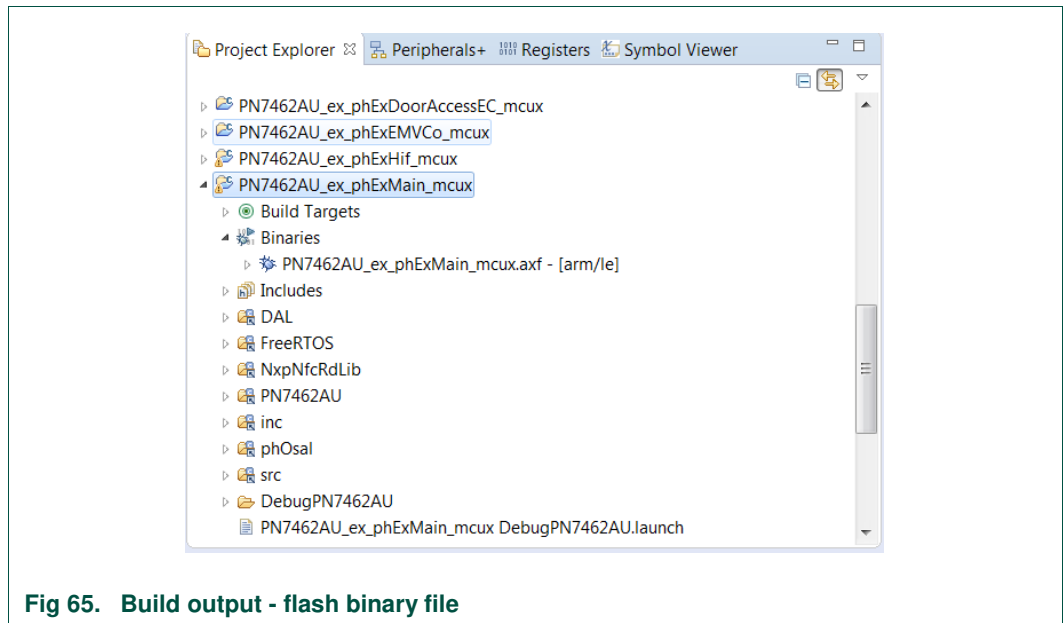 Project Explorer Peripherals+ Registers Symbol Viewer
PN7462AU_ex_phExDoorAccessEC_mcux
PN7462AU_ex_phExEMVCo_mcux
PN7462AU_ex_phExHif_mcux
PN7462AU_ex_phExMain_mcux
Build Targets
Binaries
PN7462AU_ex_phExMain_mcux.axf - [arm/le]
Includes
DAL
FreeRTOS
NxpNfcRdLib
PN7462AU
inc
phOsal
src
DebugPN7462AU
PN7462AU_ex_phExMain_mcux DebugPN7462AU.launch
Fig 65. Build output - flash binary file